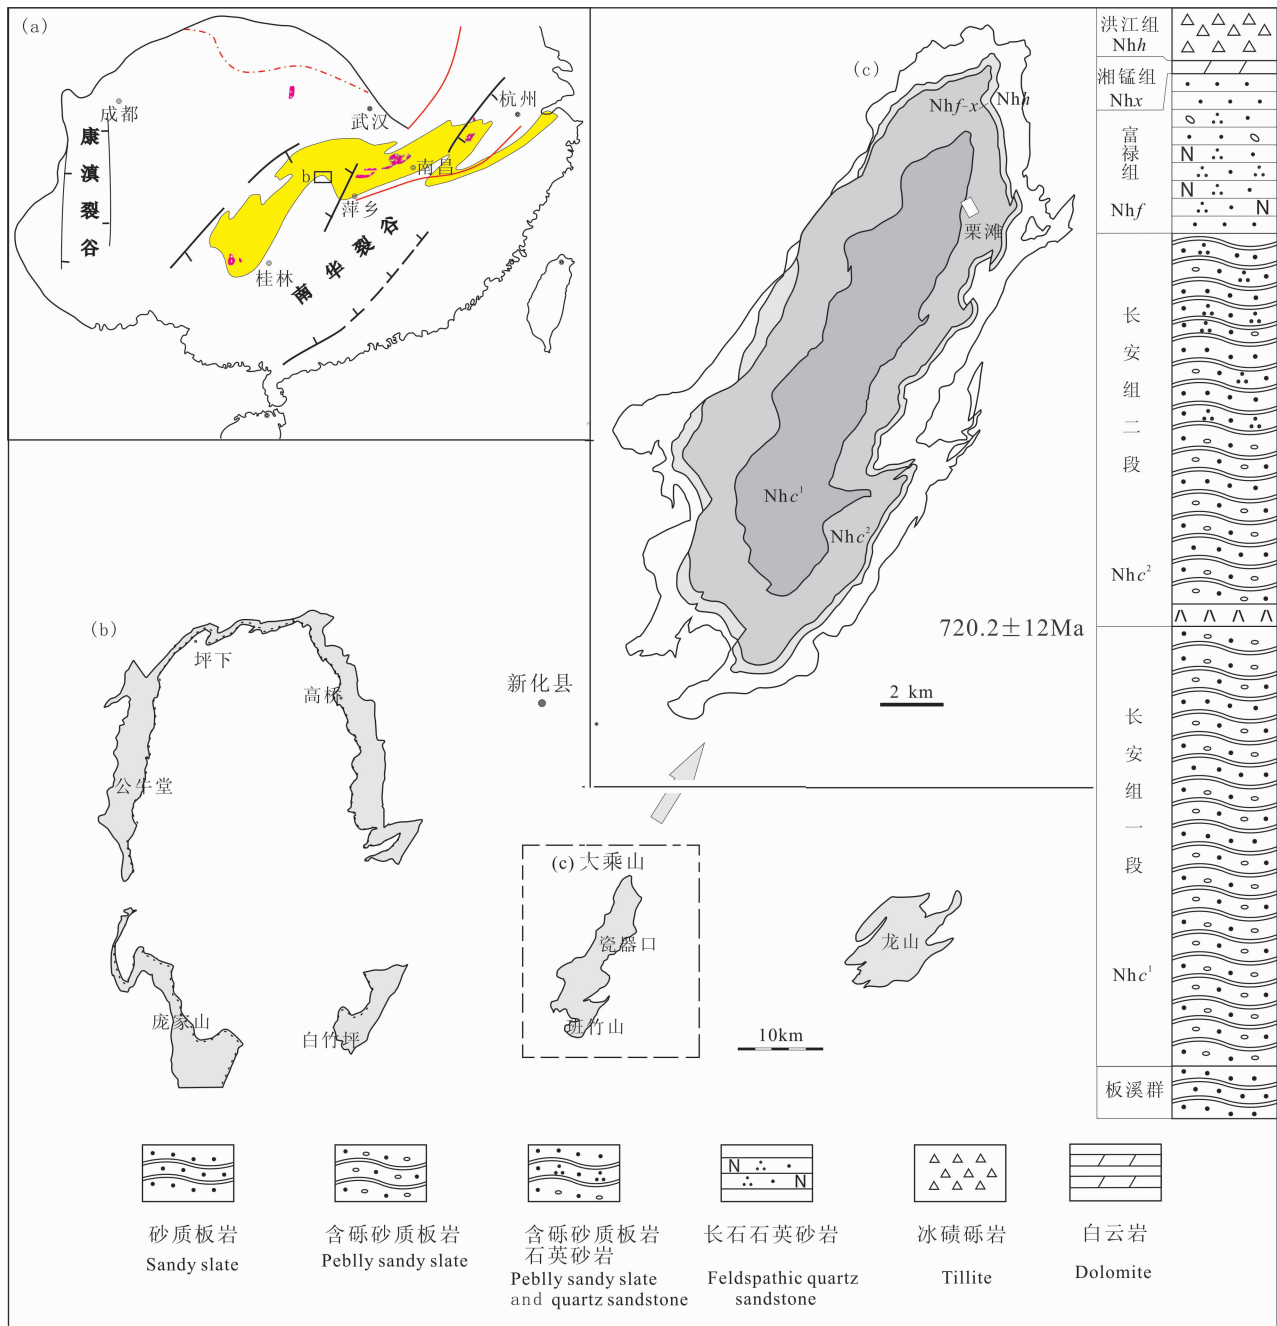 (a)
成都
康滇裂谷
武汉
杭州
南昌
b
萍乡
桂林
南华裂谷
(c)
Nhf-x
Nhh
栗滩
Nhc¹
Nhc²
720.2±12Ma
2 km
洪江组
Nhh
湘锰组
Nhx
富禄组
Nhf
N
N
N
长安组二段
Nhc²
长安组一段
Nhc¹
板溪群
(b)
坪下
高桥
公牛堂
新化县
庞家山
白竹坪
(c)大乘山
瓷器口
班竹山
龙山
10km
N
N
砂质板岩
Sandy slate
含砾砂质板岩
Peblly sandy slate
含砾砂质板岩
石英砂岩
Peblly sandy slate
and quartz sandstone
长石石英砂岩
Feldspathic quartz
sandstone
冰碛砾岩
Tillite
白云岩
Dolomite